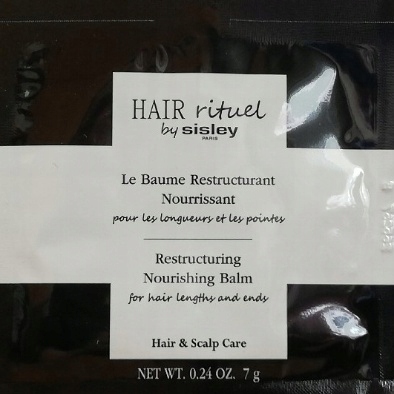 HAIR rituel
by sisley
PARIS
Le Baume Restructurant
Nourrissant
pour les longueurs et les pointes
Restructuring
Nourishing Balm
for hair lengths and ends
Hair & Scalp Care
NET WT. 0.24 OZ. 7 g